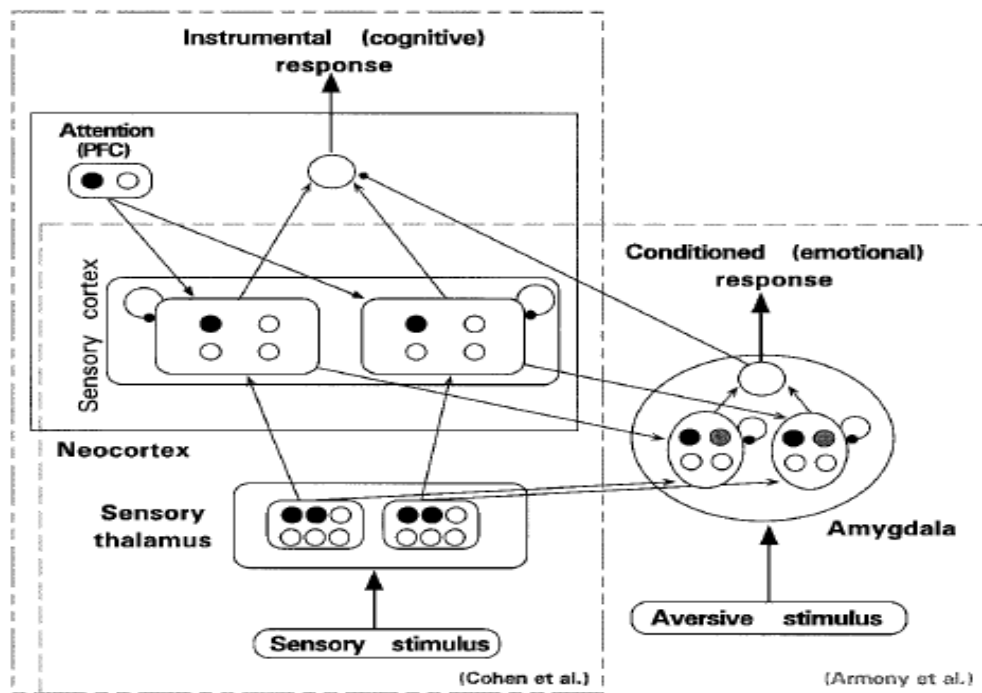 Instrumental (cognitive)
response
Attention
(PFC)
Conditioned (emotional)
response
Sensory cortex
Neocortex
Sensory
thalamus
Amygdala
Aversive stimulus
Sensory stimulus
(Cohen et al.)
(Armony et al.)